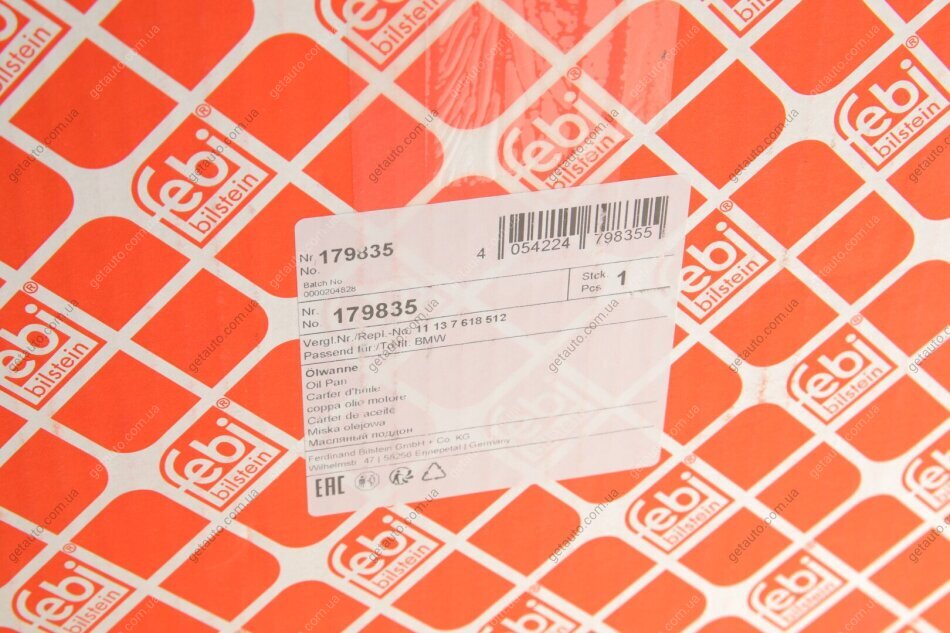 febi
bilstein
Nr. 179835
No.
Batch No
0000204828
4 054224 798355
Nr. 179835
No.
Stck. 1
Pcs
Vergl.Nr./Repl.-No. 11 13 7 618 512
Passend für:/To fit: BMW
Ölwanne
Oil Pan
Carter d'huile
coppa olio motore
Cárter de aceite
Miska olejowa
Масляный поддон
Ferdinand Bilstein GmbH + Co. KG
Wilhelmstr. 47 | 58256 Ennepetal | Germany
EAC
getauto.com.ua